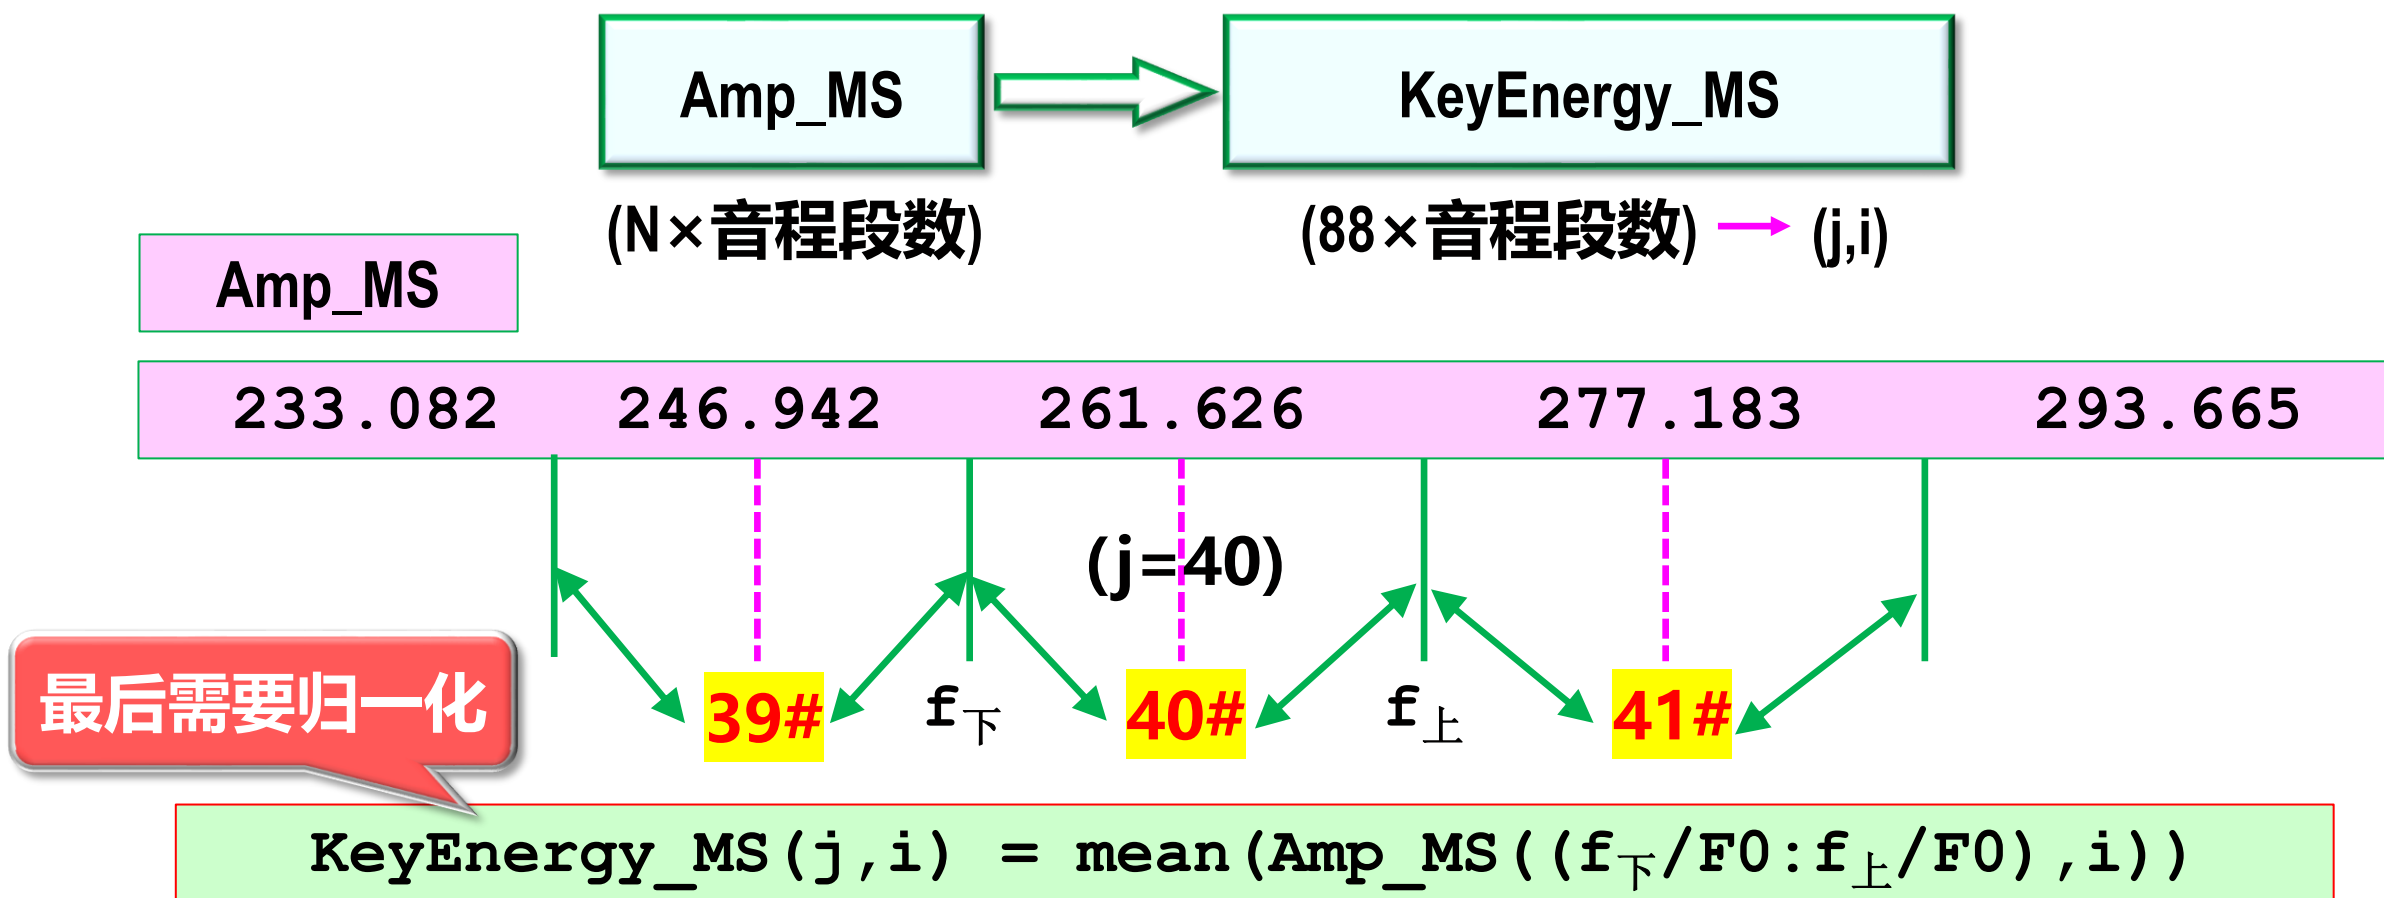 Amp_MS
KeyEnergy_MS
(N×音程段数)
(88×音程段数)
(j,i)
Amp_MS
233.082 246.942 261.626 277.183 293.665
(j=40)
39# f下 40# f上 41#
最后需要归一化
KeyEnergy_MS(j,i) = mean(Amp_MS((f下/F0:f上/F0),i))